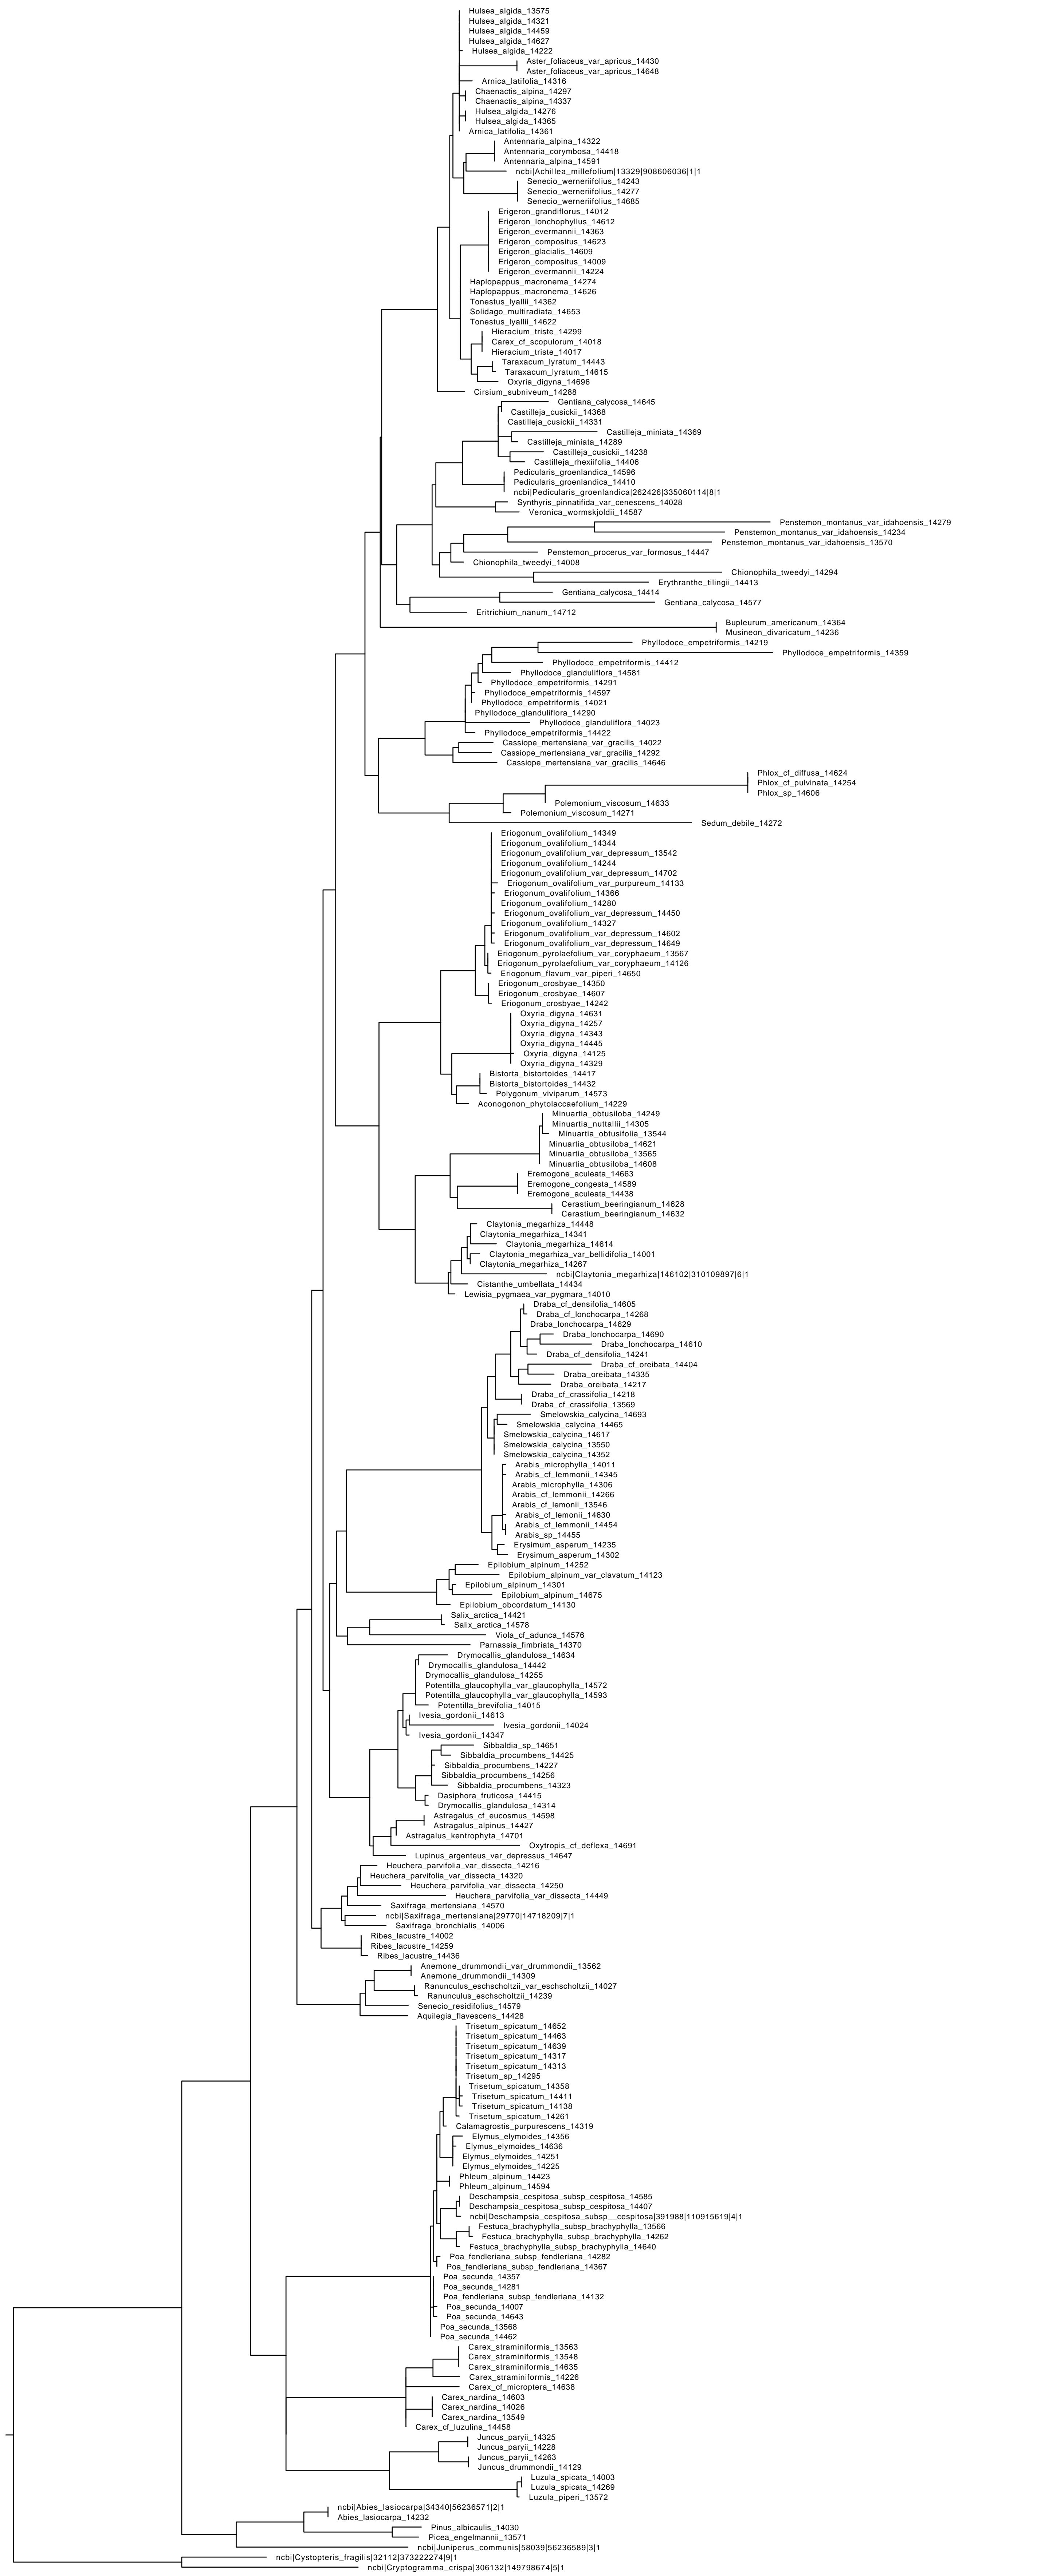 Hulsea_algida_13575
Hulsea_algida_14321
Hulsea_algida_14459
Hulsea_algida_14627
Hulsea_algida_14222
Aster_foliaceus_var_apricus_14430
Aster_foliaceus_var_apricus_14648
Arnica_latifolia_14316
Chaenactis_alpina_14297
Chaenactis_alpina_14337
Hulsea_algida_14276
Hulsea_algida_14365
Arnica_latifolia_14361
Antennaria_alpina_14322
Antennaria_corymbosa_14418
Antennaria_alpina_14591
ncbi|Achillea_millefolium|13329|908606036|1|1
Senecio_werneriifolius_14243
Senecio_werneriifolius_14277
Senecio_werneriifolius_14685
Erigeron_grandiflorus_14012
Erigeron_lonchophyllus_14612
Erigeron_evermannii_14363
Erigeron_compositus_14623
Erigeron_glacialis_14609
Erigeron_compositus_14009
Erigeron_evermannii_14224
Haplopappus_macronema_14274
Haplopappus_macronema_14626
Tonestus_lyallii_14362
Solidago_multiradiata_14653
Tonestus_lyallii_14622
Hieracium_triste_14299
Carex_cf_scopulorum_14018
Hieracium_triste_14017
Taraxacum_lyratum_14443
Taraxacum_lyratum_14615
Oxyria_digyna_14696
Cirsium_subniveum_14288
Gentiana_calycosa_14645
Castilleja_cusickii_14368
Castilleja_cusickii_14331
Castilleja_miniata_14369
Castilleja_miniata_14289
Castilleja_cusickii_14238
Castilleja_rhexiifolia_14406
Pedicularis_groenlandica_14596
Pedicularis_groenlandica_14410
ncbi|Pedicularis_groenlandica|262426|335060114|8|1
Synthyris_pinnatifida_var_cenescens_14028
Veronica_wormskjoldii_14587
Penstemon_montanus_var_idahoensis_14279
Penstemon_montanus_var_idahoensis_14234
Penstemon_montanus_var_idahoensis_13570
Penstemon_procerus_var_formosus_14447
Chionophila_tweedyi_14008
Chionophila_tweedyi_14294
Erythranthe_tilingii_14413
Gentiana_calycosa_14414
Gentiana_calycosa_14577
Eritrichium_nanum_14712
Bupleurum_americanum_14364
Musineon_divaricatum_14236
Phyllodoce_empetriformis_14219
Phyllodoce_empetriformis_14359
Phyllodoce_empetriformis_14412
Phyllodoce_glanduliflora_14581
Phyllodoce_empetriformis_14291
Phyllodoce_empetriformis_14597
Phyllodoce_empetriformis_14021
Phyllodoce_glanduliflora_14290
Phyllodoce_glanduliflora_14023
Phyllodoce_empetriformis_14422
Cassiope_mertensiana_var_gracilis_14022
Cassiope_mertensiana_var_gracilis_14292
Cassiope_mertensiana_var_gracilis_14646
Phlox_cf_diffusa_14624
Phlox_cf_pulvinata_14254
Phlox_sp_14606
Polemonium_viscosum_14633
Polemonium_viscosum_14271
Sedum_debile_14272
Eriogonum_ovalifolium_14349
Eriogonum_ovalifolium_14344
Eriogonum_ovalifolium_var_depressum_13542
Eriogonum_ovalifolium_14244
Eriogonum_ovalifolium_var_depressum_14702
Eriogonum_ovalifolium_var_purpureum_14133
Eriogonum_ovalifolium_14366
Eriogonum_ovalifolium_14280
Eriogonum_ovalifolium_var_depressum_14450
Eriogonum_ovalifolium_14327
Eriogonum_ovalifolium_var_depressum_14602
Eriogonum_ovalifolium_var_depressum_14649
Eriogonum_pyrolaefolium_var_coryphaeum_13567
Eriogonum_pyrolaefolium_var_coryphaeum_14126
Eriogonum_flavum_var_piperi_14650
Eriogonum_crosbyae_14350
Eriogonum_crosbyae_14607
Eriogonum_crosbyae_14242
Oxyria_digyna_14631
Oxyria_digyna_14257
Oxyria_digyna_14343
Oxyria_digyna_14445
Oxyria_digyna_14125
Oxyria_digyna_14329
Bistorta_bistortoides_14417
Bistorta_bistortoides_14432
Polygonum_viviparum_14573
Aconogonon_phytolaccaefolium_14229
Minuartia_obtusiloba_14249
Minuartia_nuttallii_14305
Minuartia_obtusifolia_13544
Minuartia_obtusiloba_14621
Minuartia_obtusiloba_13565
Minuartia_obtusiloba_14608
Eremogone_aculeata_14663
Eremogone_congesta_14589
Eremogone_aculeata_14438
Cerastium_beeringianum_14628
Cerastium_beeringianum_14632
Claytonia_megarhiza_14448
Claytonia_megarhiza_14341
Claytonia_megarhiza_14614
Claytonia_megarhiza_var_bellidifolia_14001
Claytonia_megarhiza_14267
ncbi|Claytonia_megarhiza|146102|310109897|6|1
Cistanthe_umbellata_14434
Lewisia_pygmaea_var_pygmara_14010
Draba_cf_densifolia_14605
Draba_cf_lonchocarpa_14268
Draba_lonchocarpa_14629
Draba_lonchocarpa_14690
Draba_lonchocarpa_14610
Draba_cf_densifolia_14241
Draba_cf_oreibata_14404
Draba_oreibata_14335
Draba_oreibata_14217
Draba_cf_crassifolia_14218
Draba_cf_crassifolia_13569
Smelowskia_calycina_14693
Smelowskia_calycina_14465
Smelowskia_calycina_14617
Smelowskia_calycina_13550
Smelowskia_calycina_14352
Arabis_microphylla_14011
Arabis_cf_lemmonii_14345
Arabis_microphylla_14306
Arabis_cf_lemmonii_14266
Arabis_cf_lemonii_13546
Arabis_cf_lemonii_14630
Arabis_cf_lemmonii_14454
Arabis_sp_14455
Erysimum_asperum_14235
Erysimum_asperum_14302
Epilobium_alpinum_14252
Epilobium_alpinum_var_clavatum_14123
Epilobium_alpinum_14301
Epilobium_alpinum_14675
Epilobium_obcordatum_14130
Salix_arctica_14421
Salix_arctica_14578
Viola_cf_adunca_14576
Parnassia_fimbriata_14370
Drymocallis_glandulosa_14634
Drymocallis_glandulosa_14442
Drymocallis_glandulosa_14255
Potentilla_glaucophylla_var_glaucophylla_14572
Potentilla_glaucophylla_var_glaucophylla_14593
Potentilla_brevifolia_14015
Ivesia_gordonii_14613
Ivesia_gordonii_14024
Ivesia_gordonii_14347
Sibbaldia_sp_14651
Sibbaldia_procumbens_14425
Sibbaldia_procumbens_14227
Sibbaldia_procumbens_14256
Sibbaldia_procumbens_14323
Dasiphora_fruticosa_14415
Drymocallis_glandulosa_14314
Astragalus_cf_eucosmus_14598
Astragalus_alpinus_14427
Astragalus_kentrophyta_14701
Oxytropis_cf_deflexa_14691
Lupinus_argenteus_var_depressus_14647
Heuchera_parvifolia_var_dissecta_14216
Heuchera_parvifolia_var_dissecta_14320
Heuchera_parvifolia_var_dissecta_14250
Heuchera_parvifolia_var_dissecta_14449
Saxifraga_mertensiana_14570
ncbi|Saxifraga_mertensiana|29770|14718209|7|1
Saxifraga_bronchialis_14006
Ribes_lacustre_14002
Ribes_lacustre_14259
Ribes_lacustre_14436
Anemone_drummondii_var_drummondii_13562
Anemone_drummondii_14309
Ranunculus_eschscholtzii_var_eschscholtzii_14027
Ranunculus_eschscholtzii_14239
Senecio_residifolius_14579
Aquilegia_flavescens_14428
Trisetum_spicatum_14652
Trisetum_spicatum_14463
Trisetum_spicatum_14639
Trisetum_spicatum_14317
Trisetum_spicatum_14313
Trisetum_sp_14295
Trisetum_spicatum_14358
Trisetum_spicatum_14411
Trisetum_spicatum_14138
Trisetum_spicatum_14261
Calamagrostis_purpurescens_14319
Elymus_elymoides_14356
Elymus_elymoides_14636
Elymus_elymoides_14251
Elymus_elymoides_14225
Phleum_alpinum_14423
Phleum_alpinum_14594
Deschampsia_cespitosa_subsp_cespitosa_14585
Deschampsia_cespitosa_subsp_cespitosa_14407
ncbi|Deschampsia_cespitosa_subsp__cespitosa|391988|110915619|4|1
Festuca_brachyphylla_subsp_brachyphylla_13566
Festuca_brachyphylla_subsp_brachyphylla_14262
Festuca_brachyphylla_subsp_brachyphylla_14640
Poa_fendleriana_subsp_fendleriana_14282
Poa_fendleriana_subsp_fendleriana_14367
Poa_secunda_14357
Poa_secunda_14281
Poa_fendleriana_subsp_fendleriana_14132
Poa_secunda_14007
Poa_secunda_14643
Poa_secunda_13568
Poa_secunda_14462
Carex_straminiformis_13563
Carex_straminiformis_13548
Carex_straminiformis_14635
Carex_straminiformis_14226
Carex_cf_microptera_14638
Carex_nardina_14603
Carex_nardina_14026
Carex_nardina_13549
Carex_cf_luzulina_14458
Juncus_paryii_14325
Juncus_paryii_14228
Juncus_paryii_14263
Juncus_drummondii_14129
Luzula_spicata_14003
Luzula_spicata_14269
Luzula_piperi_13572
ncbi|Abies_lasiocarpa|34340|56236571|2|1
Abies_lasiocarpa_14232
Pinus_albicaulis_14030
Picea_engelmannii_13571
ncbi|Juniperus_communis|58039|56236589|3|1
ncbi|Cystopteris_fragilis|32112|373222274|9|1
ncbi|Cryptogramma_crispa|306132|149798674|5|1